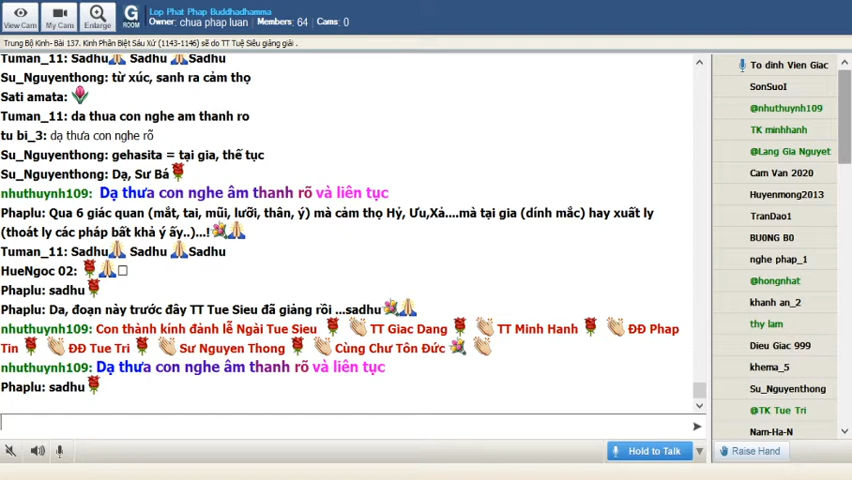 View Cam
My Cam
Enlarge
G
ROOM
Lop Phat Phap Buddhadhamma
Owner: chua phap luan Members: 64 Cams: 0
Trung Bộ Kinh- Bài 137. Kinh Phân Biệt Sáu Xứ (1143-1146) sẽ do TT Tuệ Siêu giảng giải .
Tuman_11: Sadhu Sadhu Sadhu
Su_Nguyenthong: từ xúc, sanh ra cảm thọ
Sati amata:
Tuman_11: da thua con nghe am thanh ro
tu bi_3: dạ thưa con nghe rõ
Su_Nguyenthong: gehasita = tại gia, thế tục
Su_Nguyenthong: Dạ, Sư Bá
nhuthuynh109: Dạ thưa con nghe âm thanh rõ và liên tục
Phaplu: Qua 6 giác quan (mắt, tai, mũi, lưỡi, thân, ý) mà cảm thọ Hỷ, Ưu,Xả....mà tại gia (dính mắc) hay xuất ly
(thoát ly các pháp bất khả ý ấy..)...!
Tuman_11: Sadhu Sadhu Sadhu
HueNgoc 02:
Phaplu: sadhu
Phaplu: Da, đoạn này trước đây TT Tue Sieu đã giảng rồi ...sadhu
nhuthuynh109: Con thành kính đảnh lễ Ngài Tue Sieu TT Giac Dang TT Minh Hanh ĐĐ Phap
Tin ĐĐ Tue Tri Sư Nguyen Thong Cùng Chư Tôn Đức
nhuthuynh109: Dạ thưa con nghe âm thanh rõ và liên tục
Phaplu: sadhu
Hold to Talk
To dinh Vien Giac
SonSuoI
@nhuthuynh109
TK minhhanh
@Lang Gia Nguyet
Cam Van 2020
Huyenmong2013
TranDao1
BU0NG B0
nghe phap_1
@hongnhat
khanh an_2
thy lam
Dieu Giac 999
khema_5
Su_Nguyenthong
@TK Tue Tri
Nam-Ha-N
Raise Hand